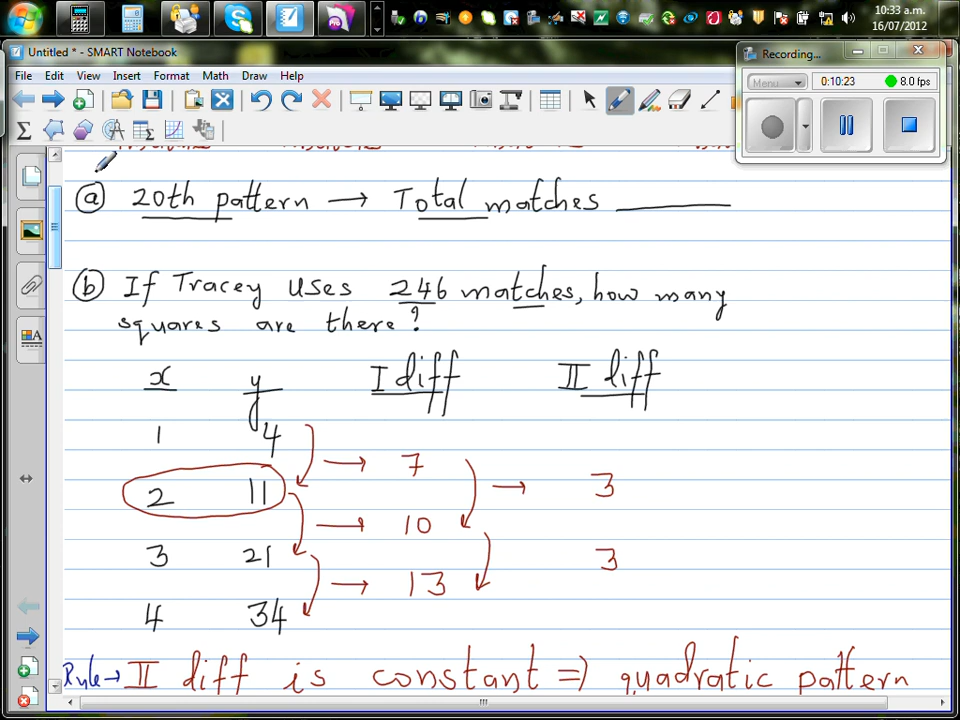 10:33 a.m.
16/07/2012
Untitled * - SMART Notebook
Recording...
File Edit View Insert Format Math Draw Help
Menu 0:10:23 8.0 fps
ⓐ 20th pattern → Total matches ______
ⓑ If Tracey uses 246 matches, how many
squares are there?
x y I diff II diff
1 4
→ 7
2 11 → 3
→ 10
3 21 3
→ 13
4 34
Rule→ II diff is constant ⇒ quadratic pattern